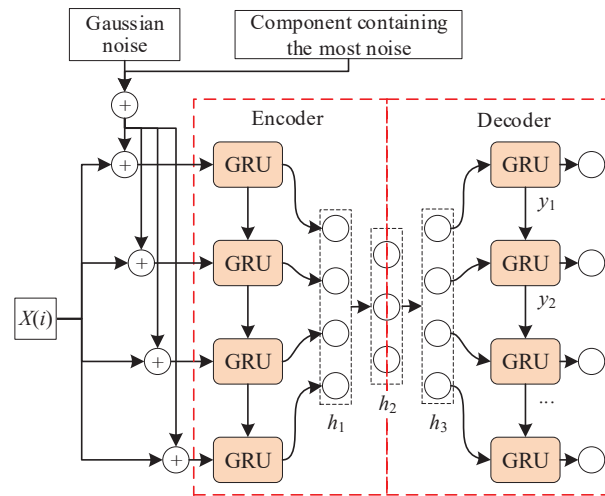 Gaussian
noise
Component containing
the most noise
+
Encoder
Decoder
+
GRU
GRU
y1
+
GRU
GRU
X(i)
y2
+
GRU
GRU
h1
h2
h3
...
+
GRU
GRU